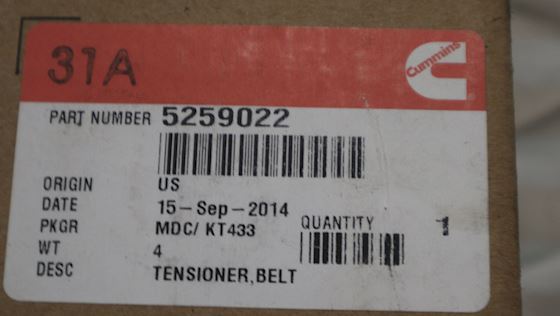 31A
Cummins
PART NUMBER 5259022
ORIGIN US
DATE 15-Sep-2014
PKGR MDC/ KT433
QUANTITY 1
WT 4
DESC TENSIONER,BELT